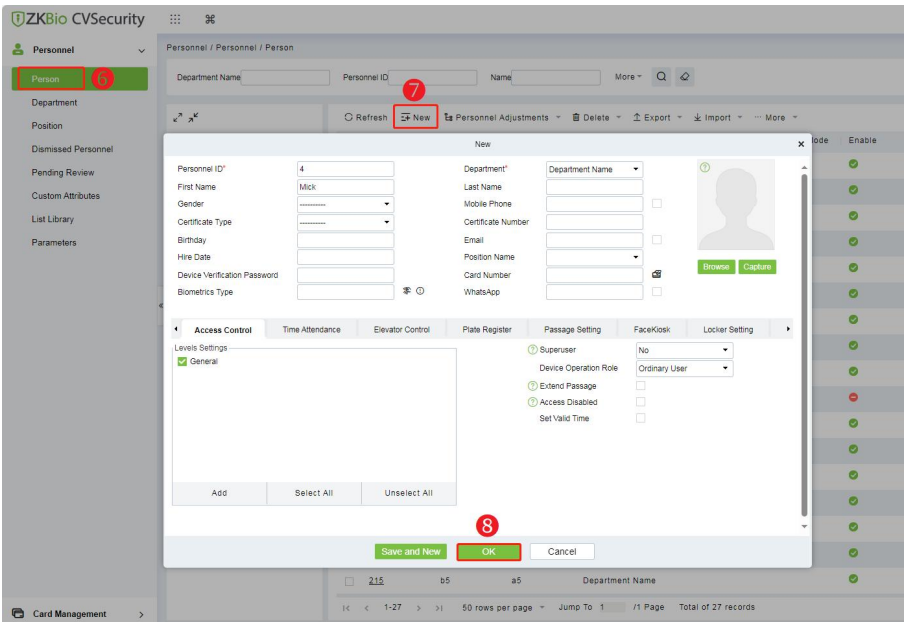 ZKBio CVSecurity
Personnel
Personnel / Personnel / Person
Person
6
Department
Position
Dismissed Personnel
Pending Review
Custom Attributes
List Library
Parameters
Department Name
Personnel ID
Name
More
7
Refresh
New
Personnel Adjustments
Delete
Export
Import
··· More
ode
Enable
New
Personnel ID*
4
Department*
Department Name
First Name
Mick
Last Name
Gender
----------
Mobile Phone
Certificate Type
----------
Certificate Number
Birthday
Email
Hire Date
Position Name
Device Verification Password
Card Number
Biometrics Type
WhatsApp
Browse
Capture
Access Control
Time Attendance
Elevator Control
Plate Register
Passage Setting
FaceKiosk
Locker Setting
Levels Settings
General
Superuser
No
Device Operation Role
Ordinary User
Extend Passage
Access Disabled
Set Valid Time
Add
Select All
Unselect All
8
Save and New
OK
Cancel
215
b5
a5
Department Name
1-27
50 rows per page
Jump To 1 /1 Page
Total of 27 records
Card Management